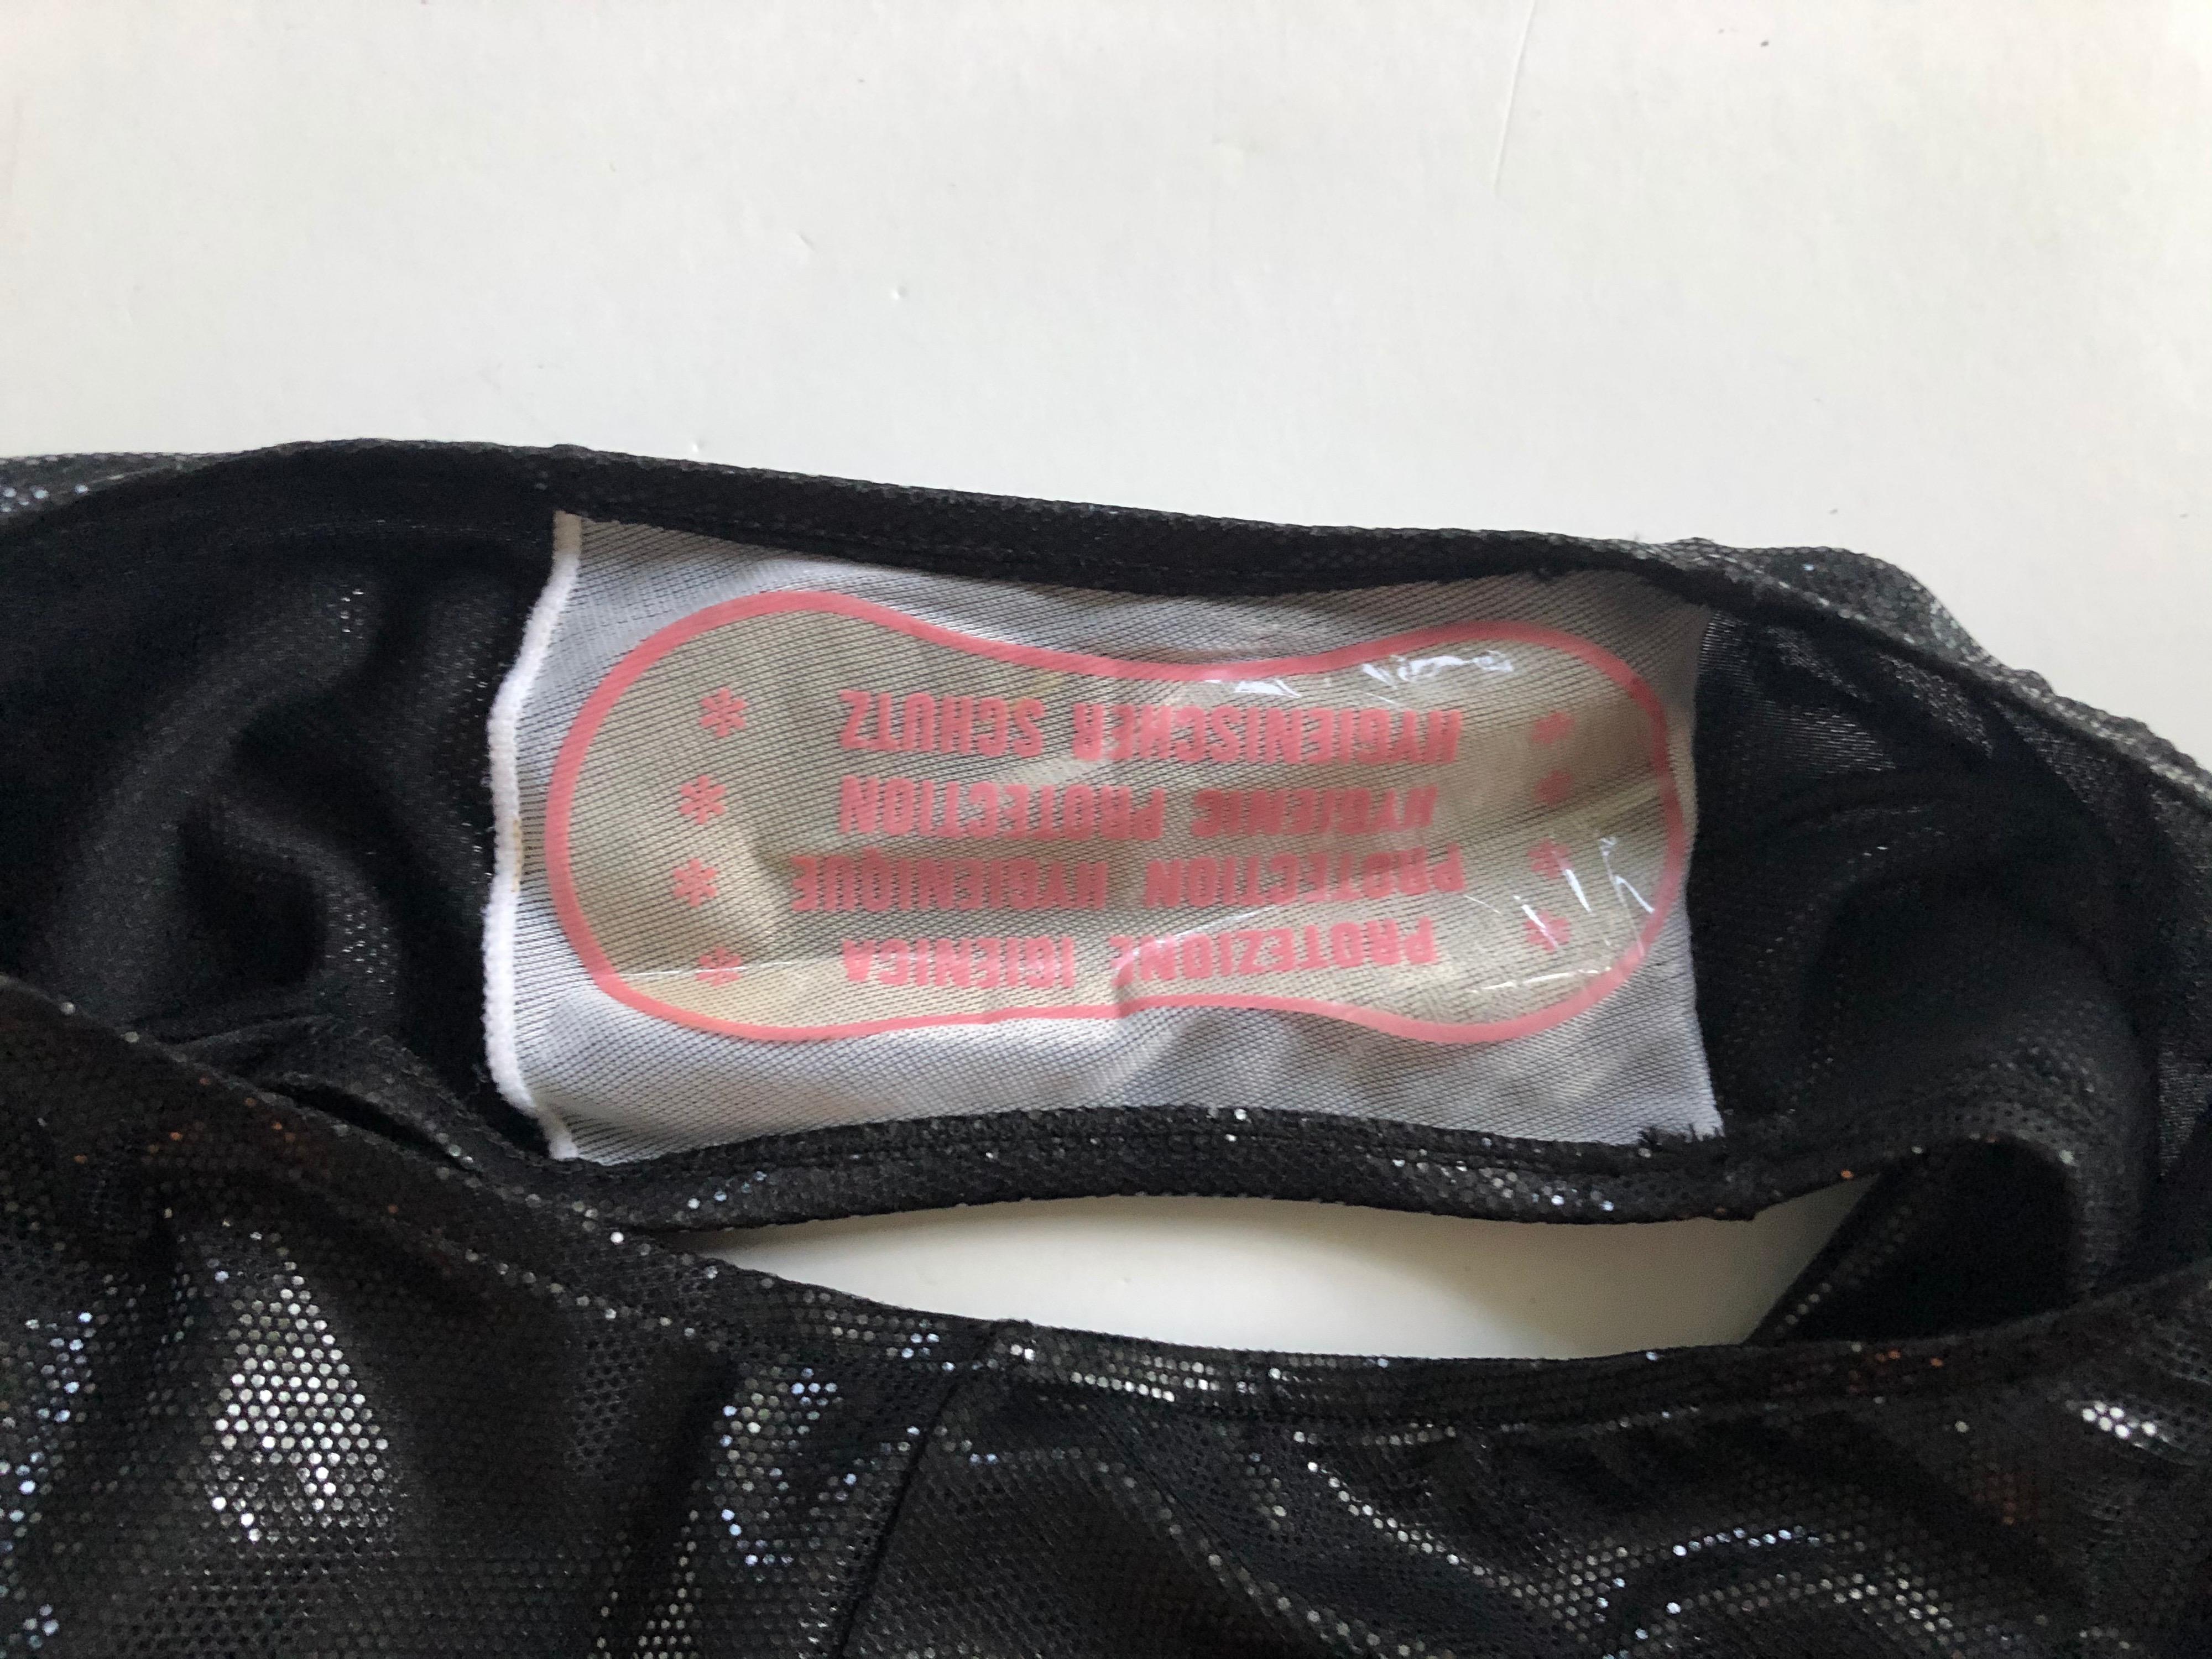 PROTEZIONE IGIENICA
PROTECTION HYGIENIQUE
HYGIENIC PROTECTION
HYGIENISCHER SCHUTZ